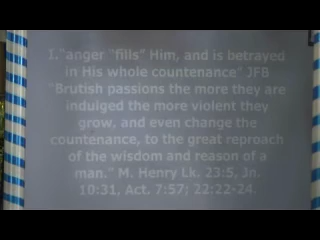 1."anger "fills" Him, and is betrayed
in His whole countenance" JFB
"Brutish passions the more they are
indulged the more violent they
grow, and even change the
countenance, to the great reproach
of the wisdom and reason of a
man." M. Henry Lk. 23:5, Jn.
10:31, Act. 7:57; 22:22-24.